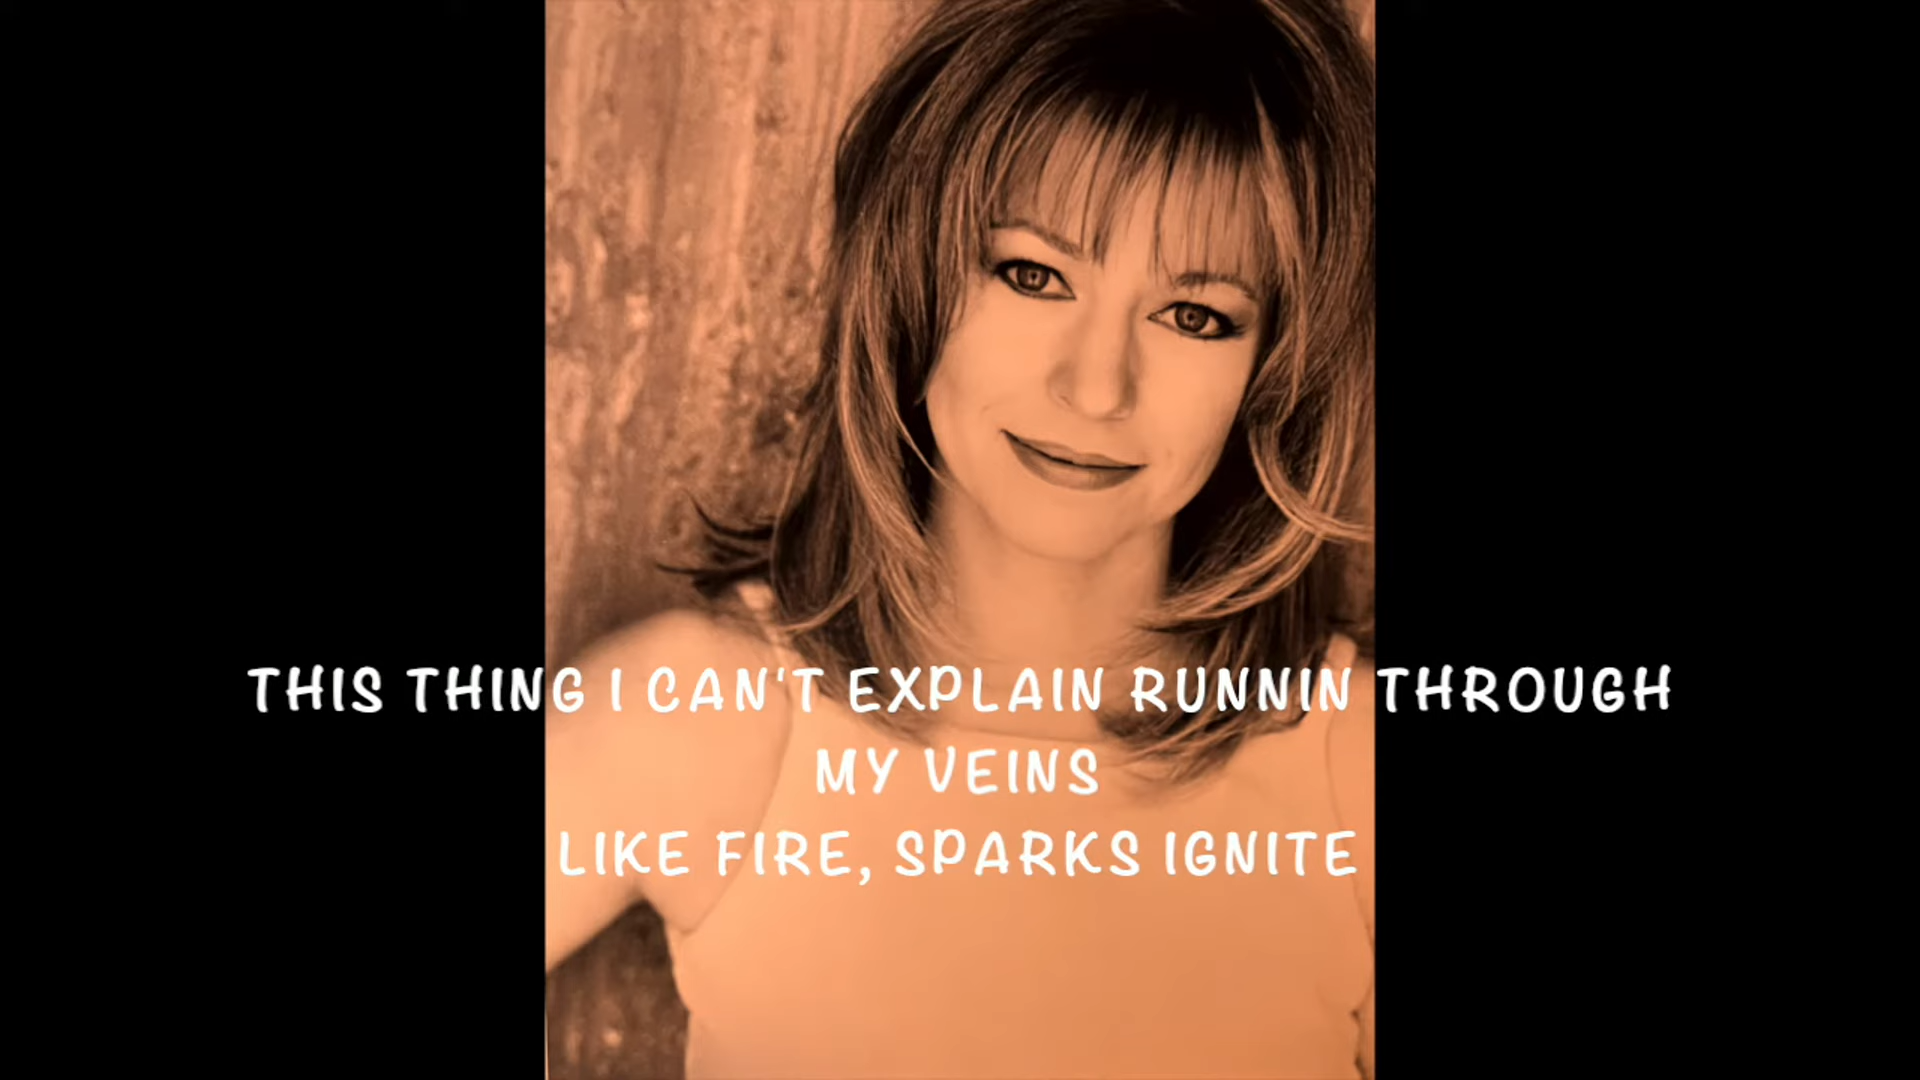 THIS THING I CAN'T EXPLAIN RUNNIN THROUGH
MY VEINS
LIKE FIRE, SPARKS IGNITE